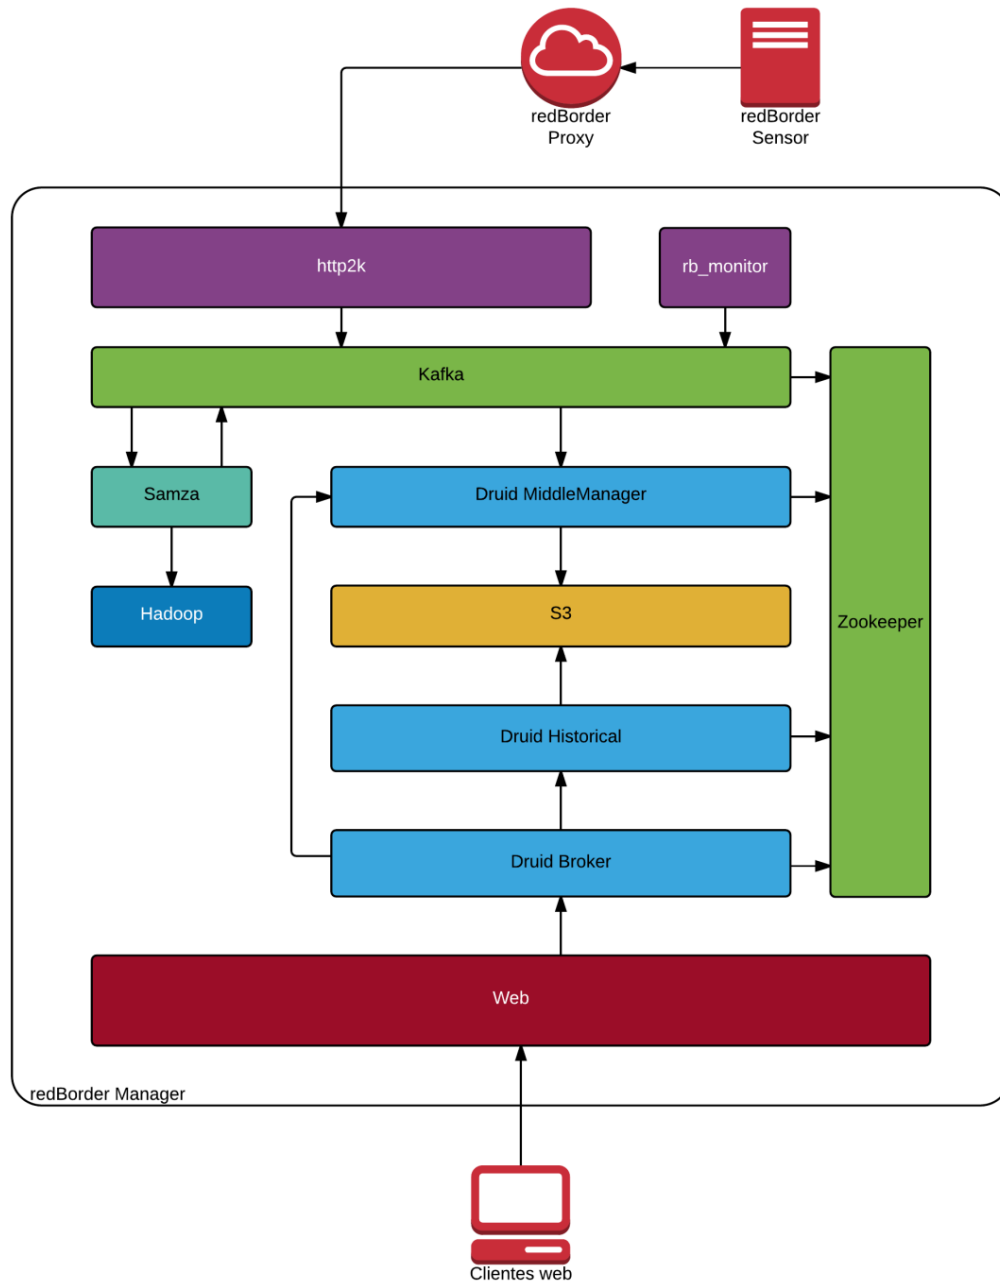 redBorder
Proxy
redBorder
Sensor
http2k
rb_monitor
Kafka
Samza
Druid MiddleManager
Hadoop
S3
Zookeeper
Druid Historical
Druid Broker
Web
redBorder Manager
Clientes web